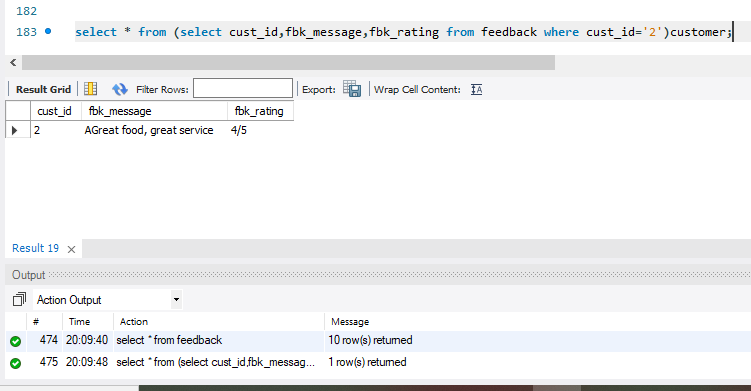 182
183 select * from (select cust_id,fbk_message,fbk_rating from feedback where cust_id='2')customer;
Result Grid Filter Rows: Export: Wrap Cell Content:
cust_id fbk_message fbk_rating
2 AGreat food, great service 4/5
Result 19
Output
Action Output
# Time Action Message
474 20:09:40 select * from feedback 10 row(s) returned
475 20:09:48 select * from (select cust_id,fbk_messag... 1 row(s) returned